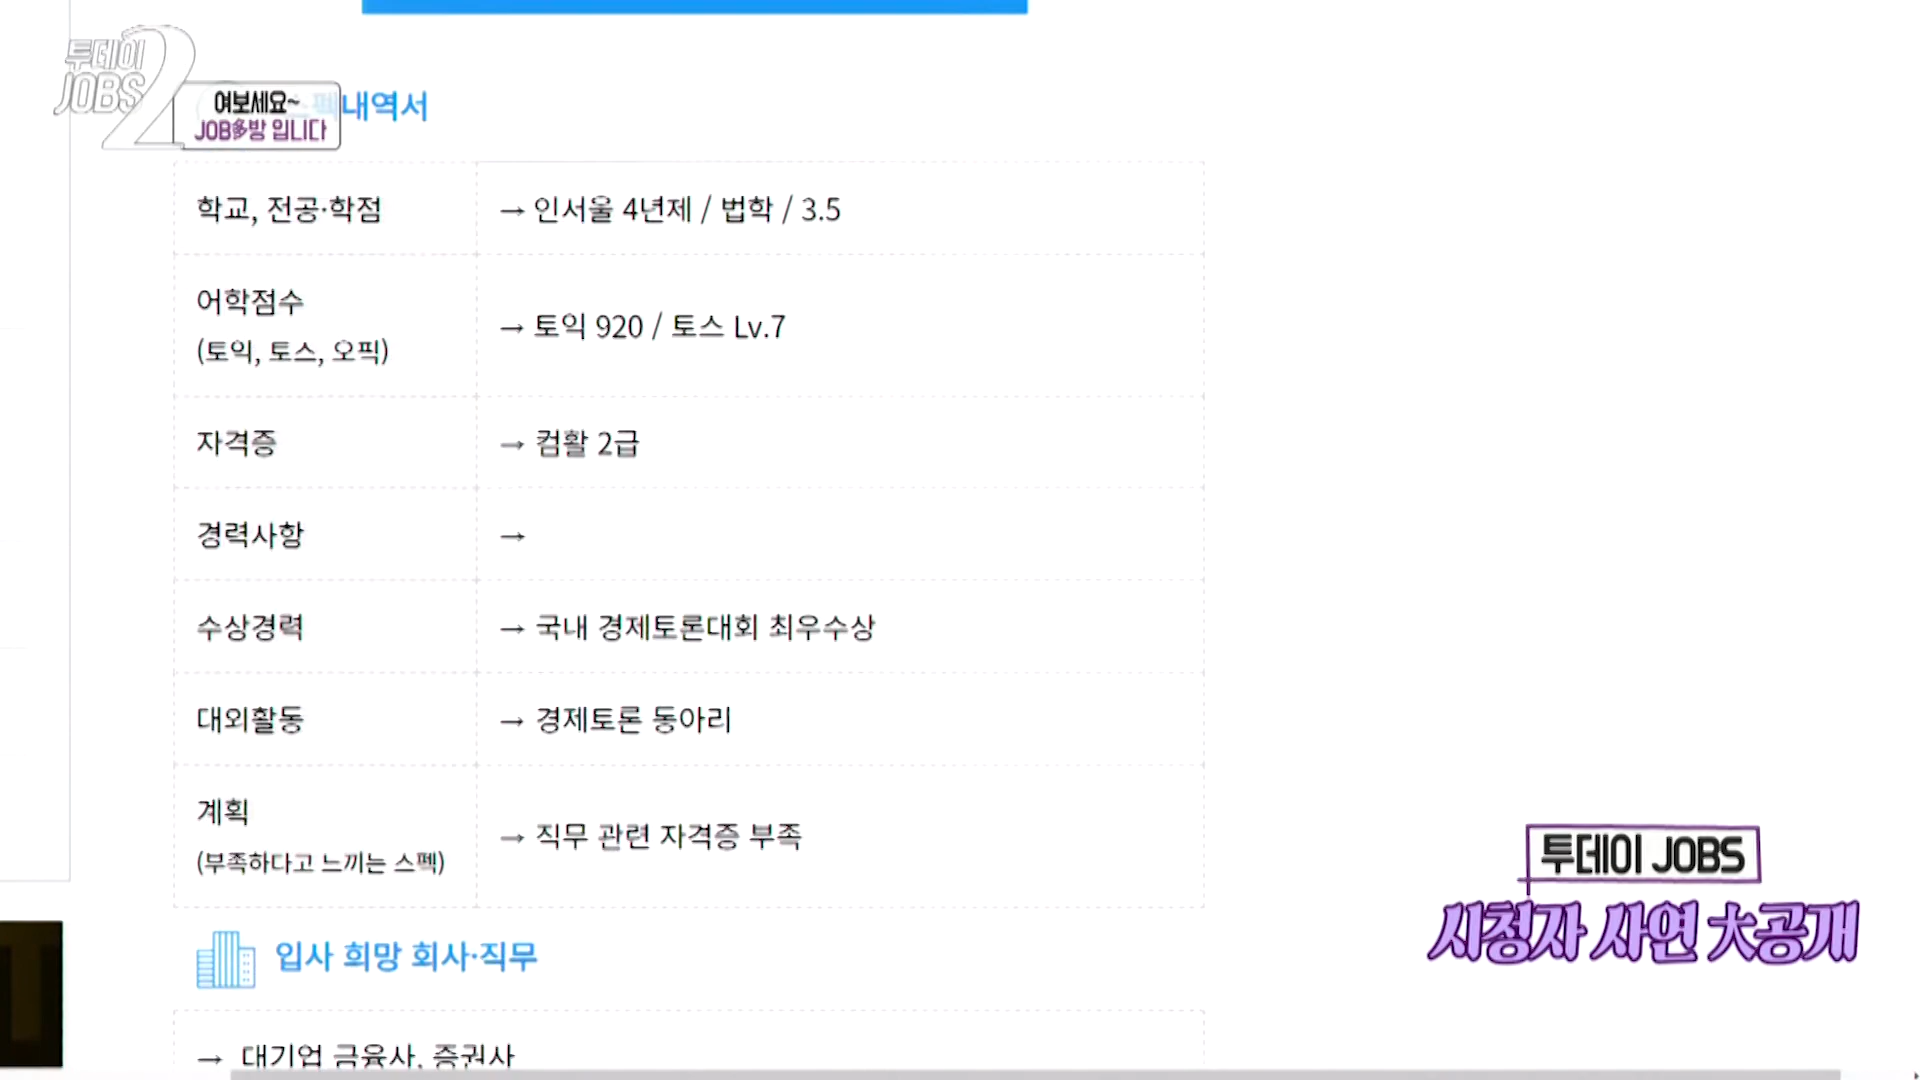 투데이
JOBS 2
여보세요~
JOB多방 입니다
스펙내역서
학교, 전공·학점
→ 인서울 4년제 / 법학 / 3.5
어학점수
(토익, 토스, 오픽)
→ 토익 920 / 토스 Lv.7
자격증
→ 컴활 2급
경력사항
→
수상경력
→ 국내 경제토론대회 최우수상
대외활동
→ 경제토론 동아리
계획
(부족하다고 느끼는 스펙)
→ 직무 관련 자격증 부족
입사 희망 회사·직무
→ 대기업 금융사, 증권사
투데이 JOBS
시청자 사연 大공개